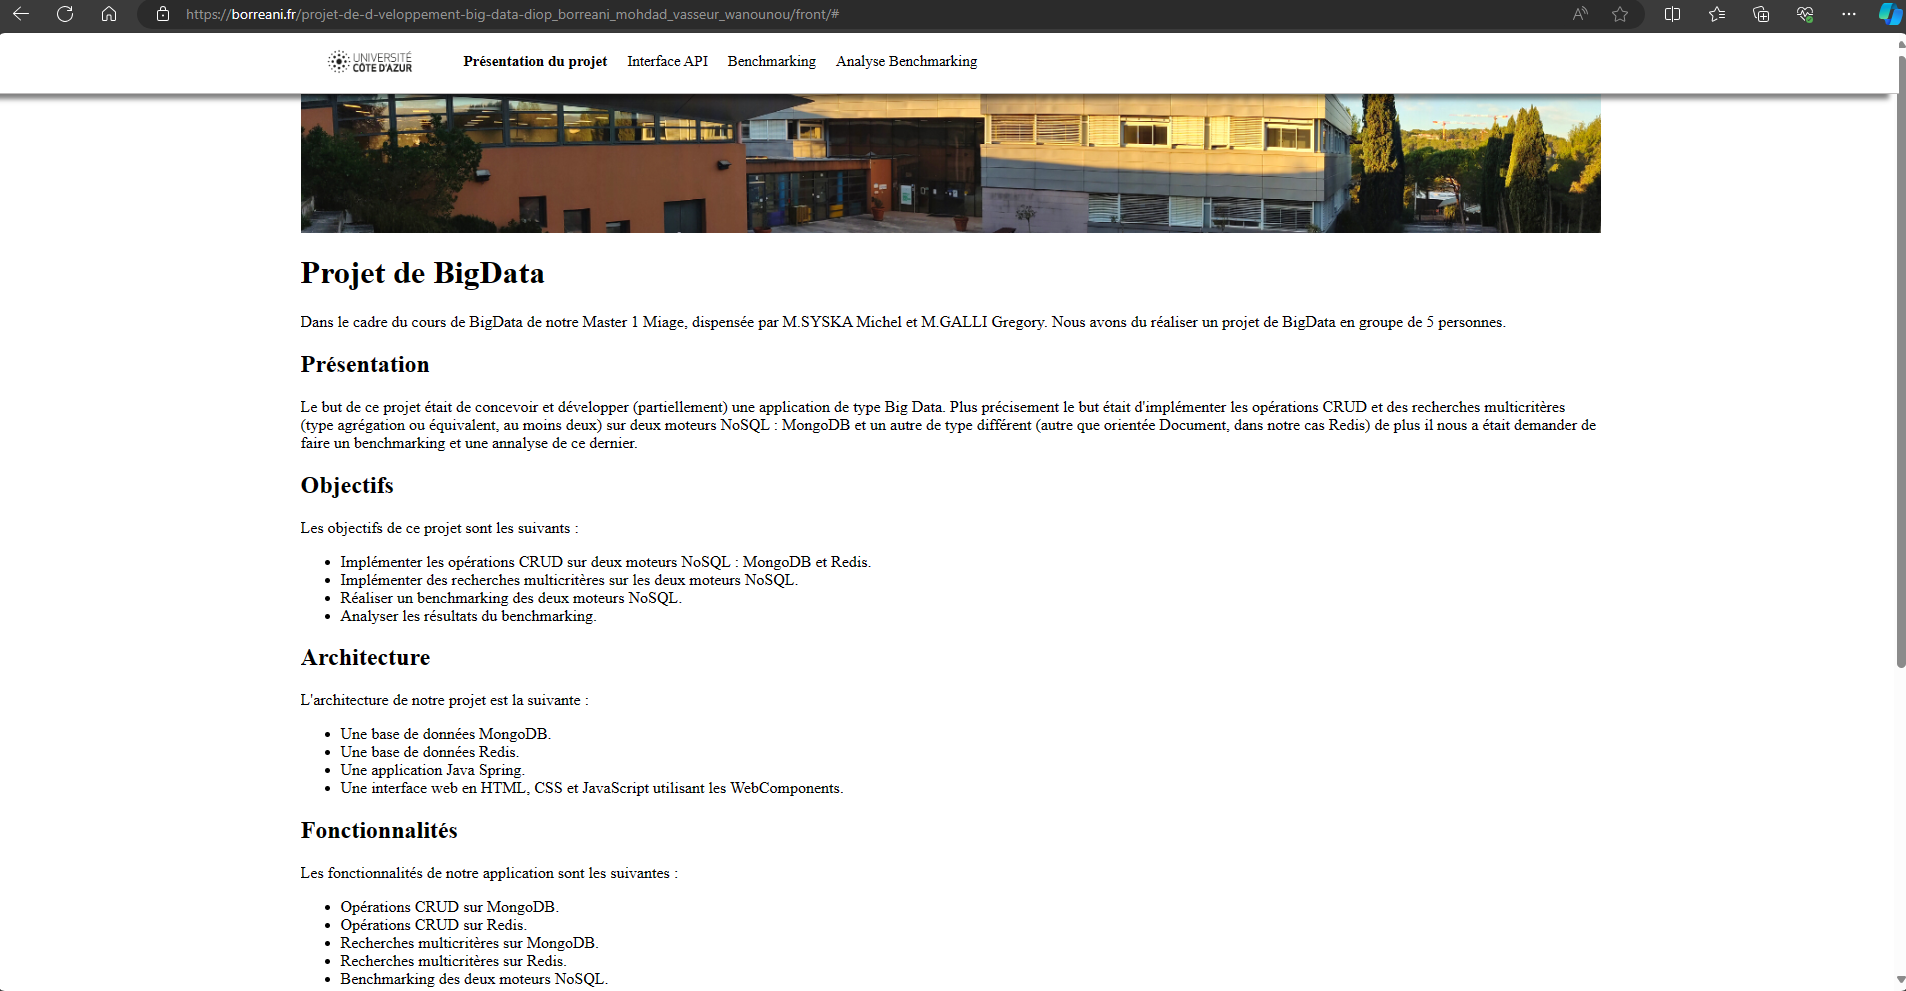 https://borreani.fr/projet-de-d-veloppement-big-data-diop_borreani_mohdad_vasseur_wanounou/front/#
UNIVERSITÉ
CÔTE D'AZUR
Présentation du projet Interface API Benchmarking Analyse Benchmarking
Projet de BigData
Dans le cadre du cours de BigData de notre Master 1 Miage, dispensée par M.SYSKA Michel et M.GALLI Gregory. Nous avons du réaliser un projet de BigData en groupe de 5 personnes.
Présentation
Le but de ce projet était de concevoir et développer (partiellement) une application de type Big Data. Plus précisement le but était d'implémenter les opérations CRUD et des recherches multicritères
(type agrégation ou équivalent, au moins deux) sur deux moteurs NoSQL : MongoDB et un autre de type différent (autre que orientée Document, dans notre cas Redis) de plus il nous a était demander de
faire un benchmarking et une annalyse de ce dernier.
Objectifs
Les objectifs de ce projet sont les suivants :
• Implémenter les opérations CRUD sur deux moteurs NoSQL : MongoDB et Redis.
• Implémenter des recherches multicritères sur les deux moteurs NoSQL.
• Réaliser un benchmarking des deux moteurs NoSQL.
• Analyser les résultats du benchmarking.
Architecture
L'architecture de notre projet est la suivante :
• Une base de données MongoDB.
• Une base de données Redis.
• Une application Java Spring.
• Une interface web en HTML, CSS et JavaScript utilisant les WebComponents.
Fonctionnalités
Les fonctionnalités de notre application sont les suivantes :
• Opérations CRUD sur MongoDB.
• Opérations CRUD sur Redis.
• Recherches multicritères sur MongoDB.
• Recherches multicritères sur Redis.
• Benchmarking des deux moteurs NoSQL.